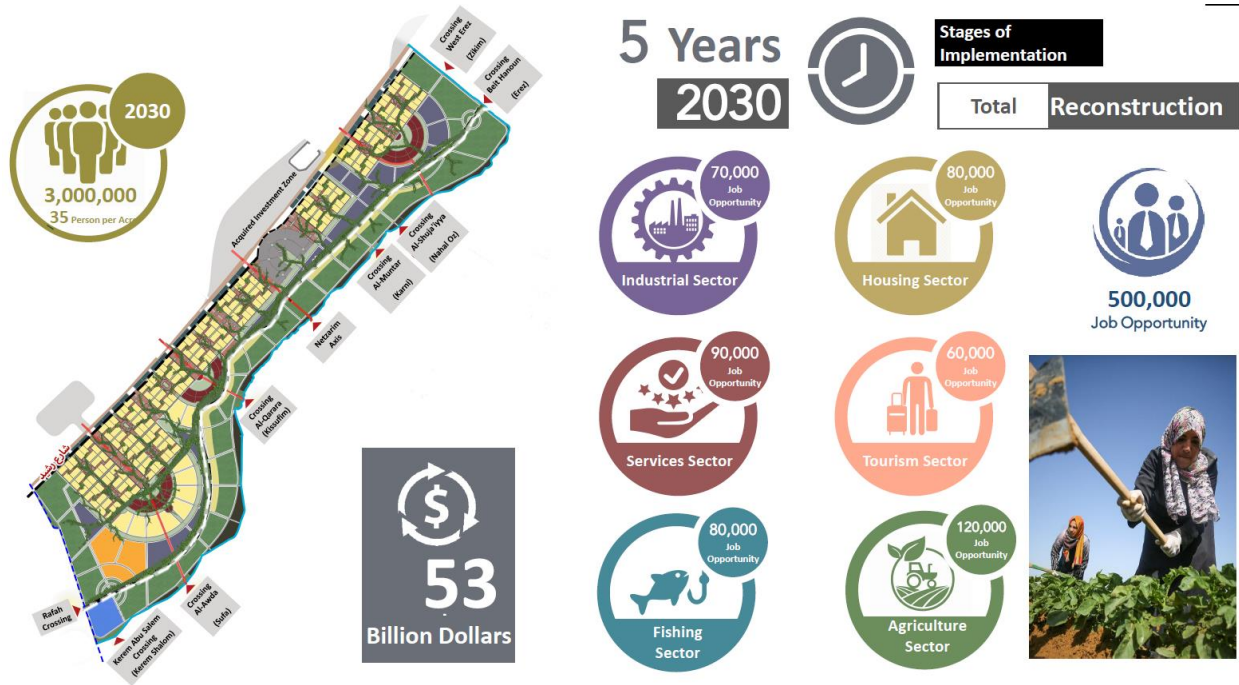 2030
3,000,000
35 Person per Acre
Crossing
West Erez
(Zikim)
Crossing
Beit Hanoun
(Erez)
Acquired Investment Zone
Crossing
Al-Shuja'iyya
(Nahal Oz)
Crossing
Al-Muntar
(Karni)
Netzarim
Axis
Crossing
Al-Qarara
(Kissufim)
شارع رشيد
Rafah
Crossing
Kerem Abu Salem
Crossing
(Kerem Shalom)
Crossing
Al-Awda
(Sufa)
$
53
Billion Dollars
5 Years
2030
Stages of
Implementation
Total Reconstruction
70,000
Job
Opportunity
Industrial Sector
80,000
Job
Opportunity
Housing Sector
500,000
Job Opportunity
90,000
Job
Opportunity
Services Sector
60,000
Job
Opportunity
Tourism Sector
80,000
Job
Opportunity
Fishing
Sector
120,000
Job
Opportunity
Agriculture
Sector